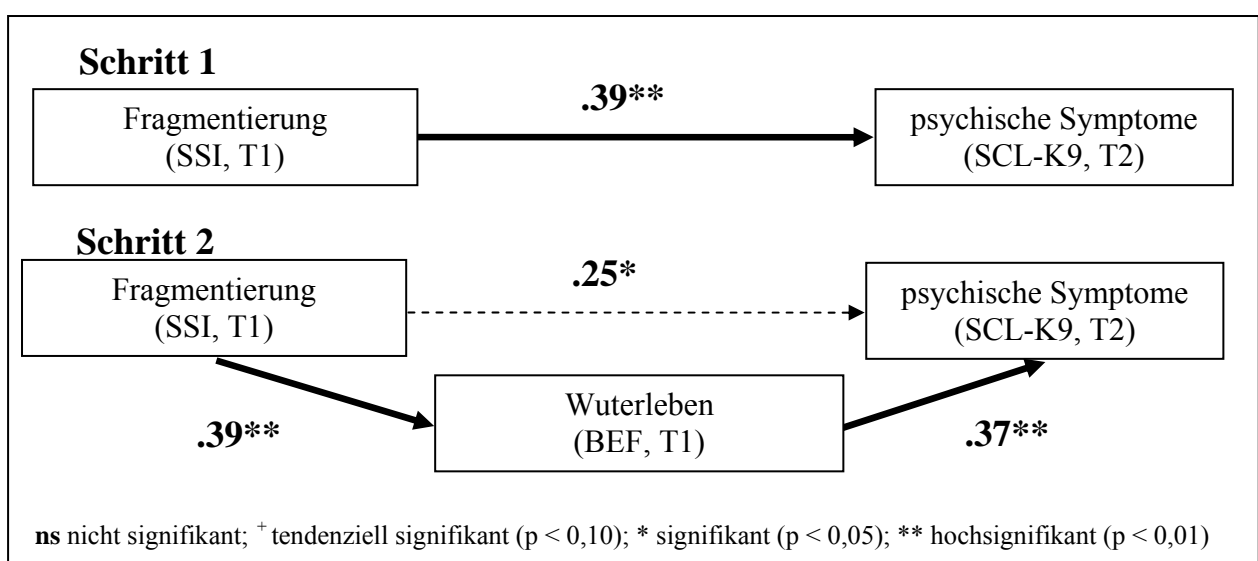 Schritt 1
.39**
Fragmentierung
(SSI, T1)
psychische Symptome
(SCL-K9, T2)
Schritt 2
.25*
Fragmentierung
(SSI, T1)
psychische Symptome
(SCL-K9, T2)
Wuterleben
(BEF, T1)
.39**
.37**
ns nicht signifikant; + tendenziell signifikant (p < 0,10); * signifikant (p < 0,05); ** hochsignifikant (p < 0,01)